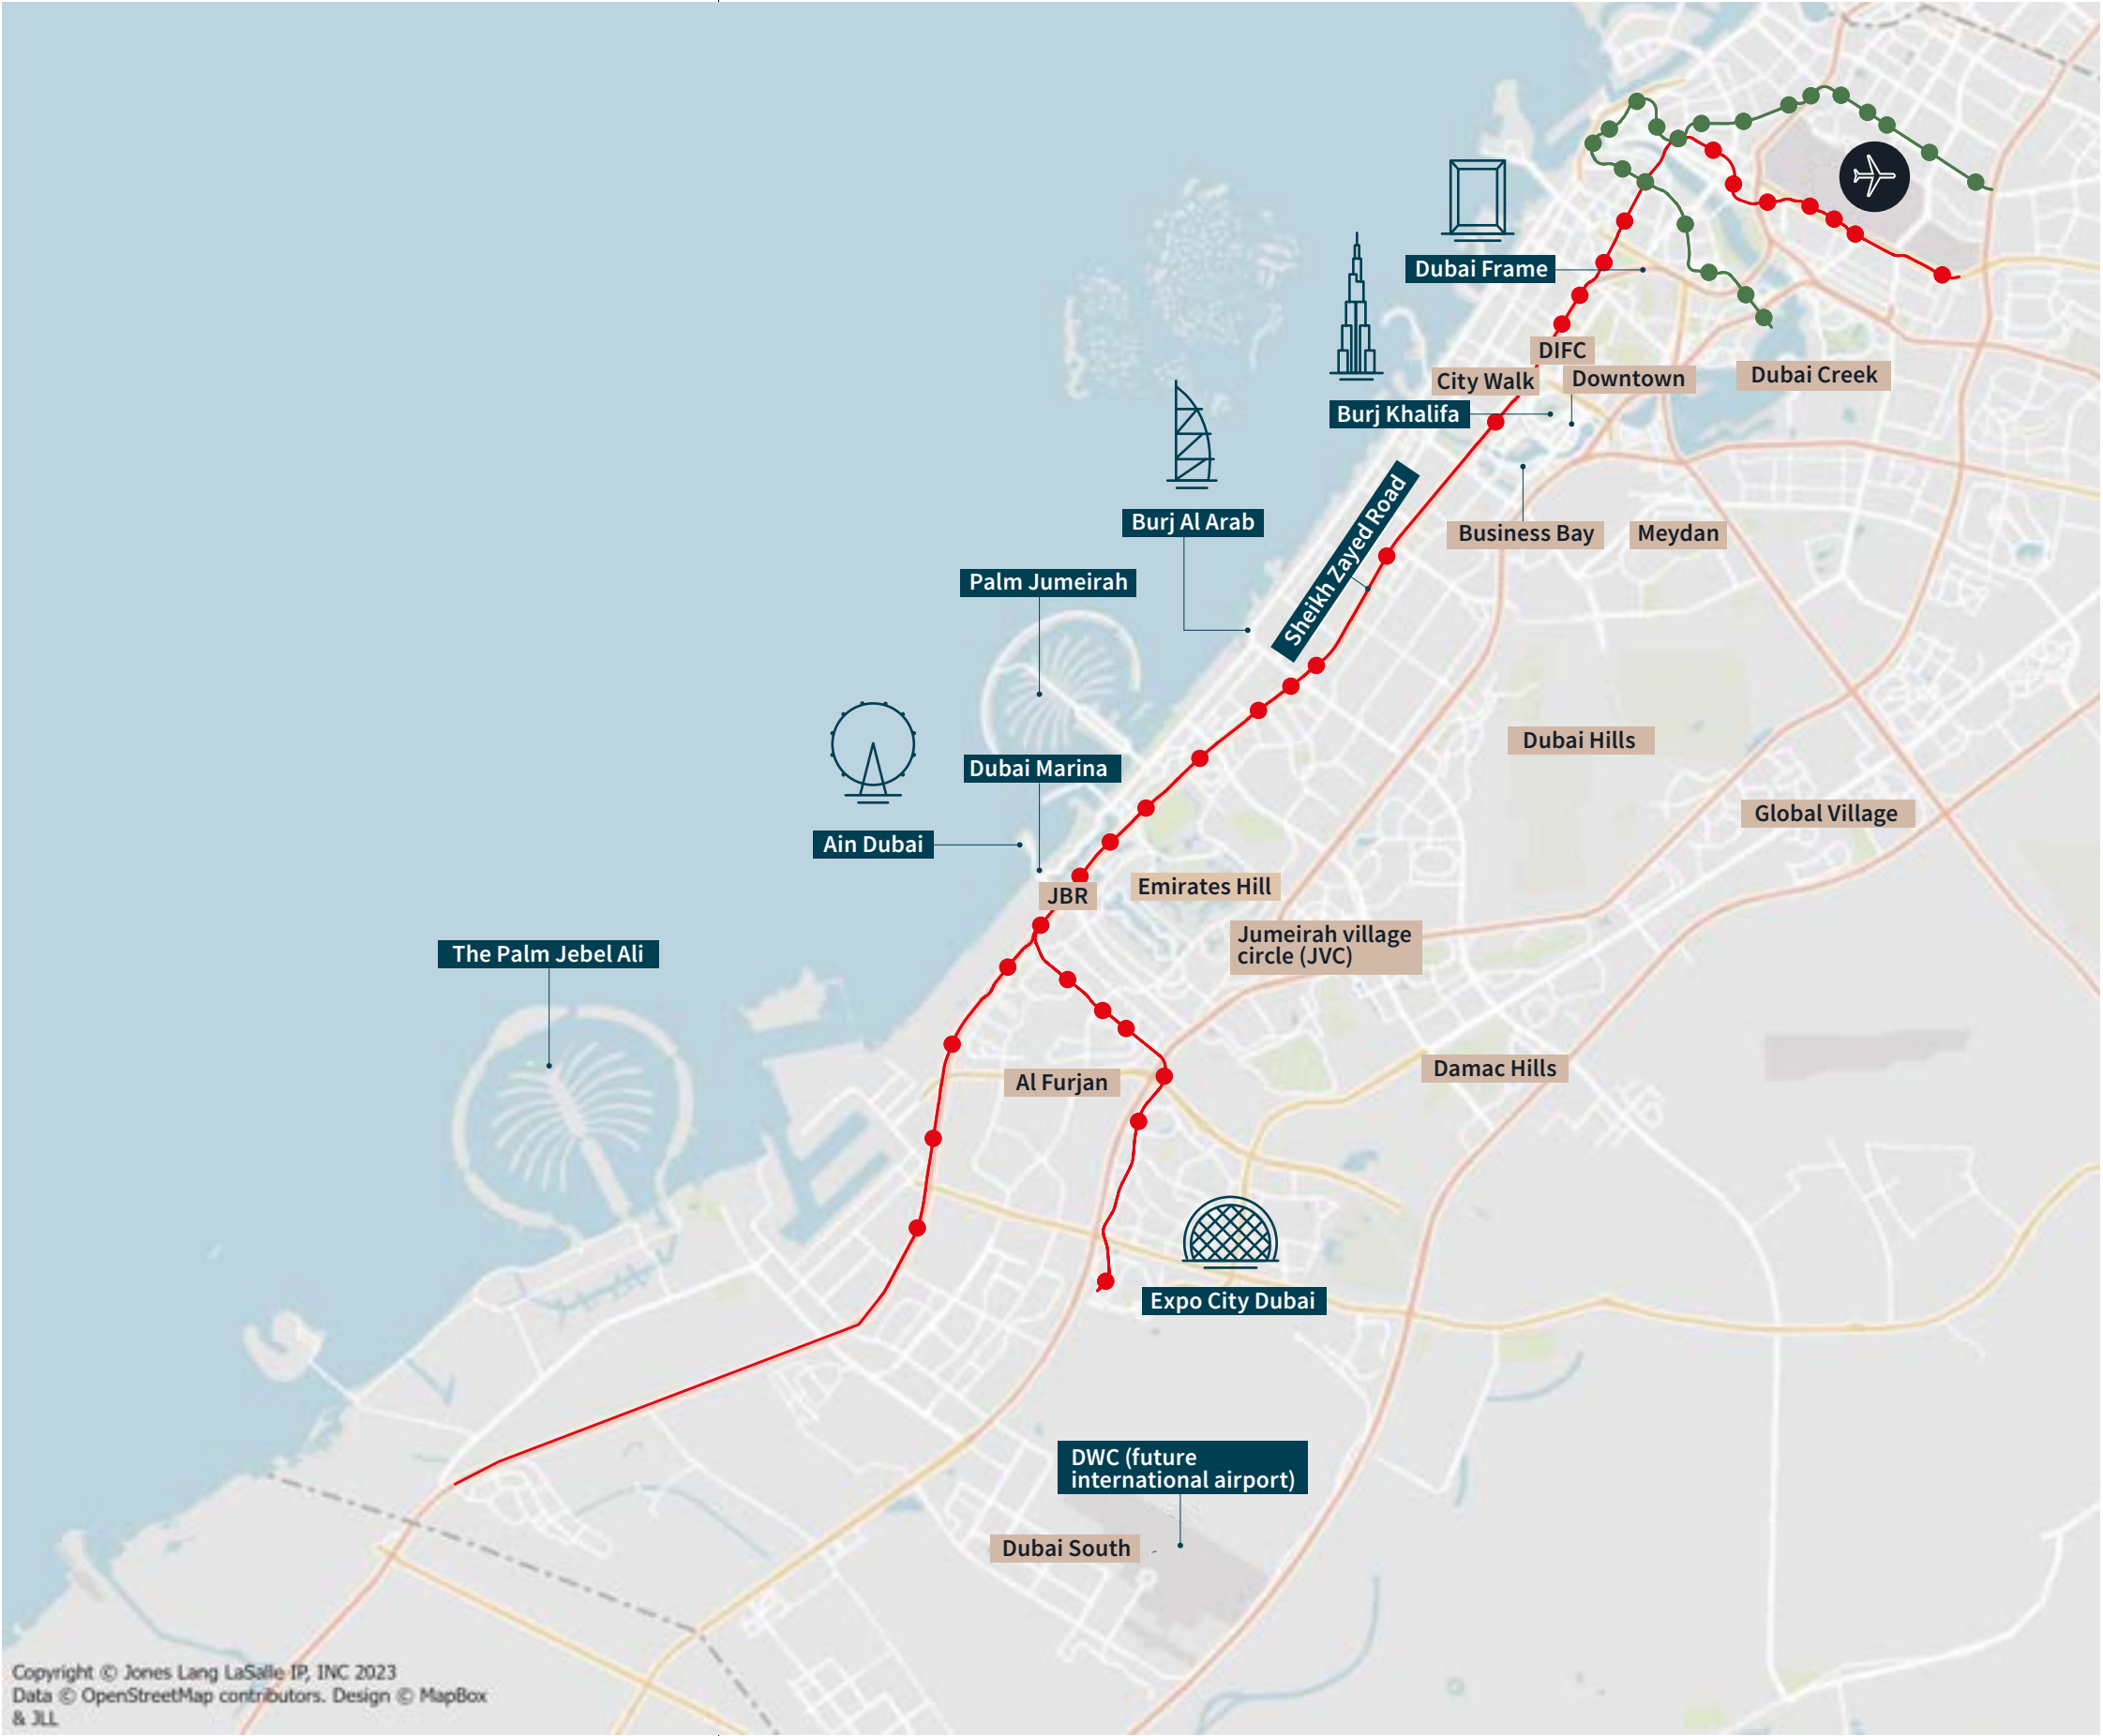 Dubai Frame
DIFC
City Walk
Downtown
Dubai Creek
Burj Khalifa
Sheikh Zayed Road
Burj Al Arab
Business Bay
Meydan
Palm Jumeirah
Dubai Hills
Dubai Marina
Global Village
Ain Dubai
JBR
Emirates Hill
Jumeirah village
circle (JVC)
The Palm Jebel Ali
Al Furjan
Damac Hills
Expo City Dubai
DWC (future
international airport)
Dubai South
Copyright © Jones Lang LaSalle IP, INC 2023
Data © OpenStreetMap contributors. Design © MapBox
& JLL